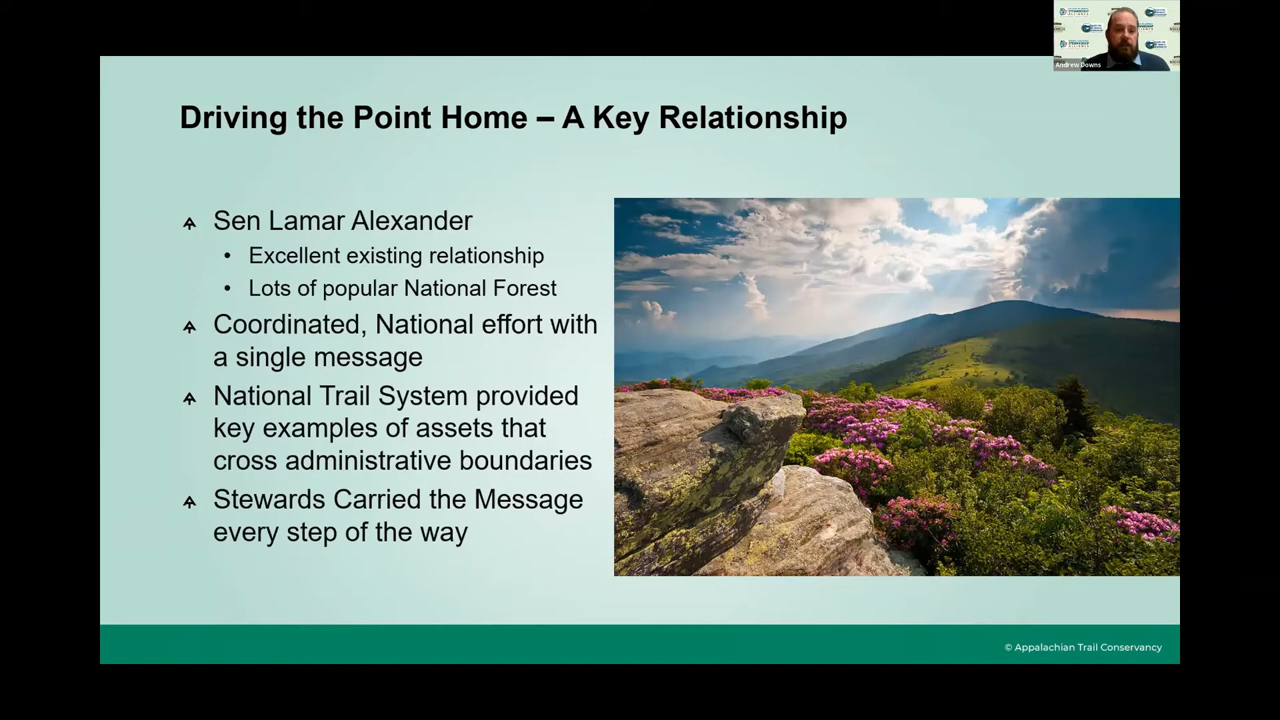 Driving the Point Home – A Key Relationship
Sen Lamar Alexander
• Excellent existing relationship
• Lots of popular National Forest
Coordinated, National effort with
a single message
National Trail System provided
key examples of assets that
cross administrative boundaries
Stewards Carried the Message
every step of the way
© Appalachian Trail Conservancy
Andrew Downs